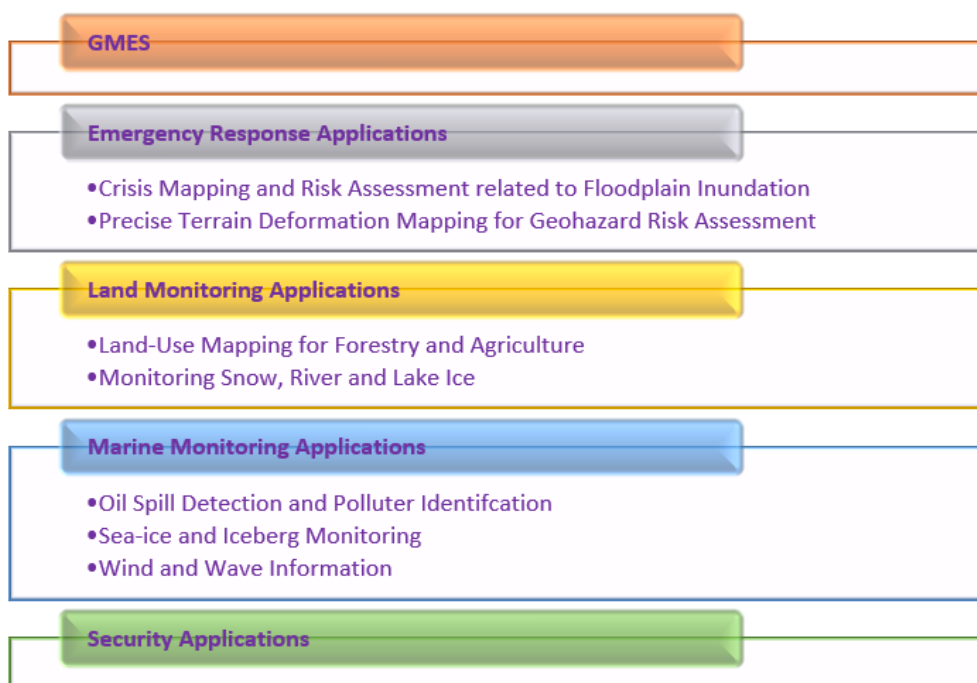 GMES
Emergency Response Applications
•Crisis Mapping and Risk Assessment related to Floodplain Inundation
•Precise Terrain Deformation Mapping for Geohazard Risk Assessment
Land Monitoring Applications
•Land-Use Mapping for Forestry and Agriculture
•Monitoring Snow, River and Lake Ice
Marine Monitoring Applications
•Oil Spill Detection and Polluter Identifcation
•Sea-ice and Iceberg Monitoring
•Wind and Wave Information
Security Applications